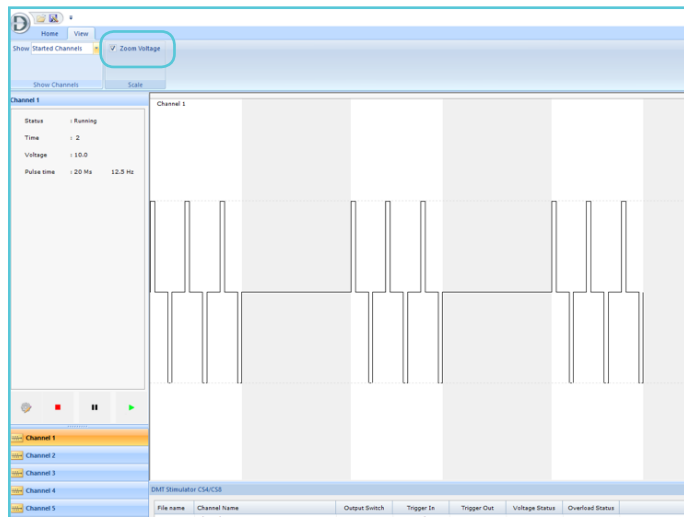 D
Home View
Show Started Channels Zoom Voltage
Show Channels Scale
Channel 1
Channel 1
Status : Running
Time : 2
Voltage : 10.0
Pulse time : 20 Ms 12.5 Hz
Channel 1
Channel 2
Channel 3
Channel 4
Channel 5
DMT Stimulator CS4/CS8
File name Channel Name Output Switch Trigger In Trigger Out Voltage Status Overload Status